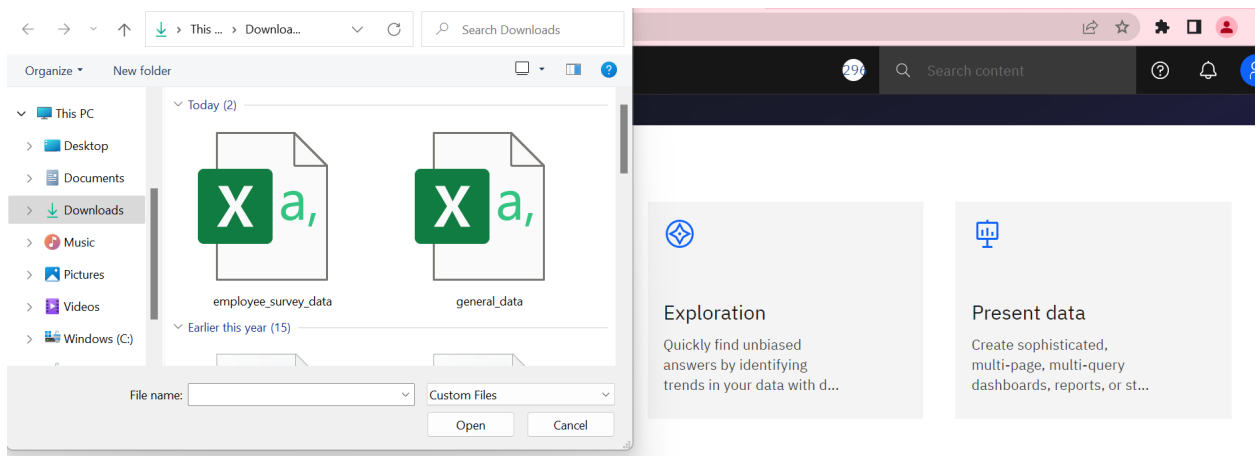 This ... > Downloa...
Search Downloads
Organize
New folder
This PC
Desktop
Documents
Downloads
Music
Pictures
Videos
Windows (C:)
Today (2)
X a,
X a,
employee_survey_data
general_data
Earlier this year (15)
File name:
Custom Files
Open
Cancel
296
Search content
Exploration
Quickly find unbiased
answers by identifying
trends in your data with d...
Present data
Create sophisticated,
multi-page, multi-query
dashboards, reports, or st...